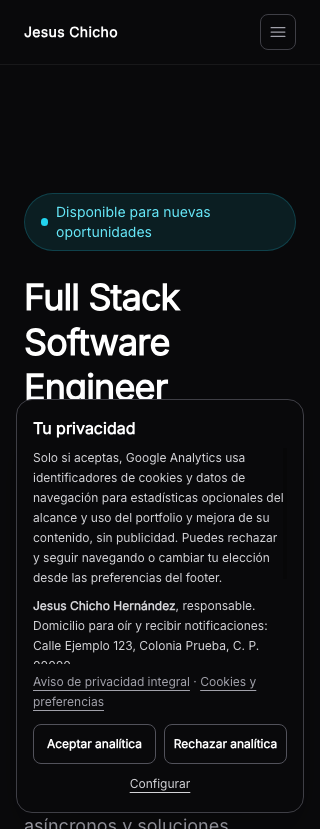 Jesus Chicho
Disponible para nuevas
oportunidades
Full Stack
Software
Engineer
Tu privacidad
Solo si aceptas, Google Analytics usa
identificadores de cookies y datos de
navegación para estadísticas opcionales del
alcance y uso del portfolio y mejora de su
contenido, sin publicidad. Puedes rechazar
y seguir navegando o cambiar tu elección
desde las preferencias del footer.
Jesus Chicho Hernández, responsable.
Domicilio para oír y recibir notificaciones:
Calle Ejemplo 123, Colonia Prueba, C. P.
Aviso de privacidad integral · Cookies y
preferencias
Aceptar analítica
Rechazar analítica
Configurar
asíncronos y soluciones